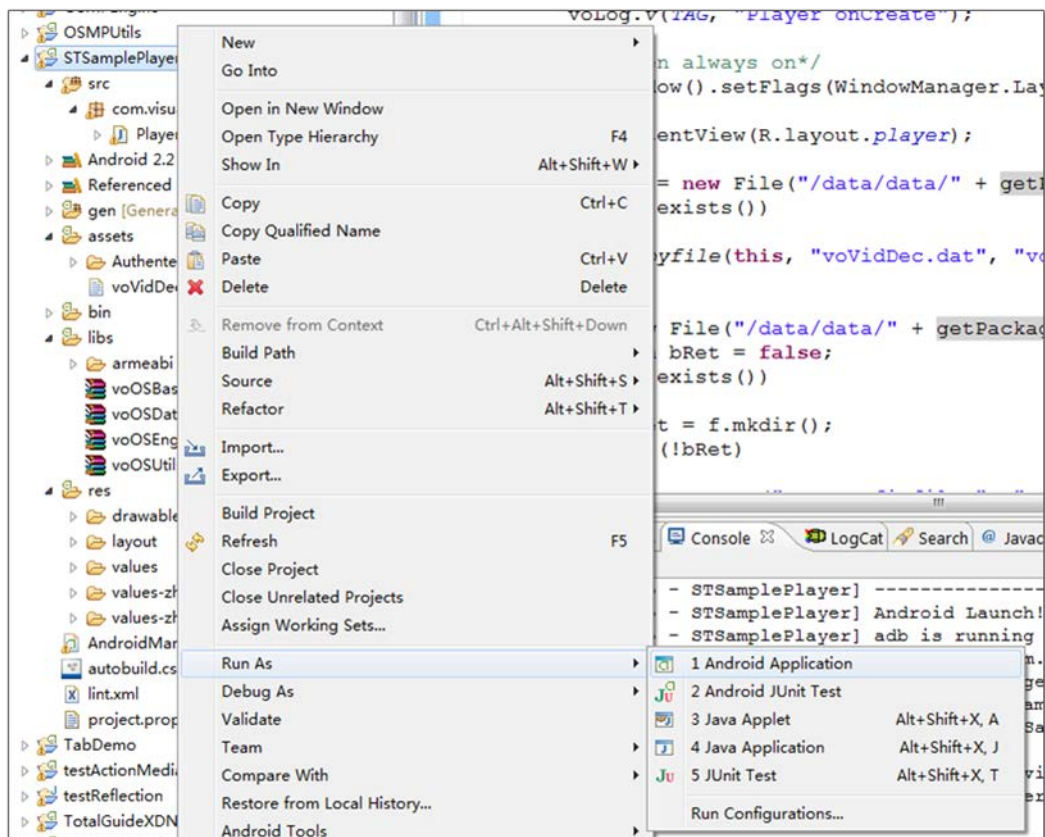 OSMPUtils
STSamplePlayer
src
com.visu
Playe
Android 2.2
Referenced
gen [Genera
assets
Authente
voVidDec
bin
libs
armeabi
voOSBas
voOSDat
voOSEng
voOSUtil
res
drawable
layout
values
values-zh
values-zh
AndroidMar
autobuild.cs
lint.xml
project.prop
TabDemo
testActionMedia
testReflection
TotalGuideXDN
New
Go Into
Open in New Window
Open Type Hierarchy F4
Show In Alt+Shift+W
Copy Ctrl+C
Copy Qualified Name
Paste Ctrl+V
Delete Delete
Remove from Context Ctrl+Alt+Shift+Down
Build Path
Source Alt+Shift+S
Refactor Alt+Shift+T
Import...
Export...
Build Project
Refresh F5
Close Project
Close Unrelated Projects
Assign Working Sets...
Run As
Debug As
Validate
Team
Compare With
Restore from Local History...
Android Tools
1 Android Application
2 Android JUnit Test
3 Java Applet Alt+Shift+X, A
4 Java Application Alt+Shift+X, J
5 JUnit Test Alt+Shift+X, T
Run Configurations...
voLog.v(TAG, "Player onCreate");
n always on*/
ow().setFlags(WindowManager.Lay
entView(R.layout.player);
= new File("/data/data/" + getP
exists())
yfile(this, "voVidDec.dat", "vo
File("/data/data/" + getPackag
bRet = false;
exists())
t = f.mkdir();
(!bRet)
Console LogCat Search @ Javad
- STSamplePlayer] ---------------
- STSamplePlayer] Android Launch!
- STSamplePlayer] adb is running